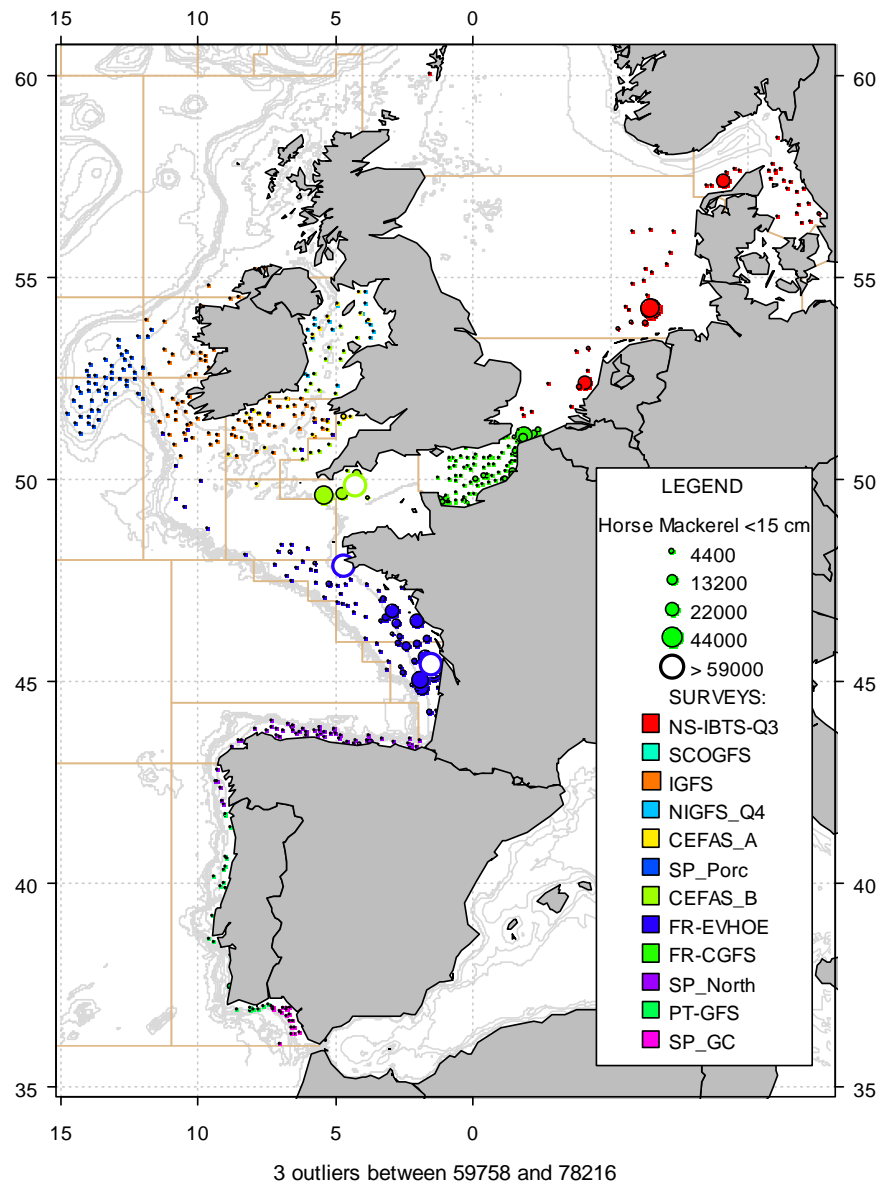 15 10 5 0
60 60
55 55
50 50
45 45
40 40
35 35
LEGEND
Horse Mackerel <15 cm
4400
13200
22000
44000
> 59000
SURVEYS:
NS-IBTS-Q3
SCOGFS
IGFS
NIGFS_Q4
CEFAS_A
SP_Porc
CEFAS_B
FR-EVHOE
FR-CGFS
SP_North
PT-GFS
SP_GC
15 10 5 0
3 outliers between 59758 and 78216